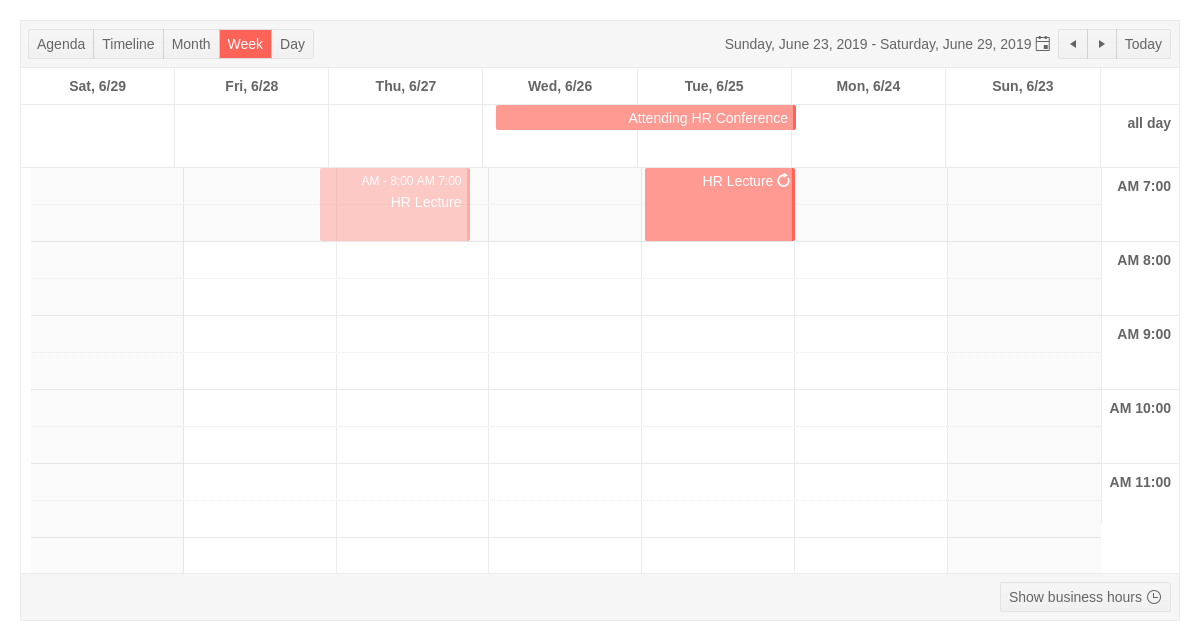 Agenda Timeline Month Week Day Sunday, June 23, 2019 - Saturday, June 29, 2019 Today
Sat, 6/29 Fri, 6/28 Thu, 6/27 Wed, 6/26 Tue, 6/25 Mon, 6/24 Sun, 6/23
Attending HR Conference all day
AM - 8:00 AM 7:00 HR Lecture AM 7:00
HR Lecture
AM 8:00
AM 9:00
AM 10:00
AM 11:00
Show business hours